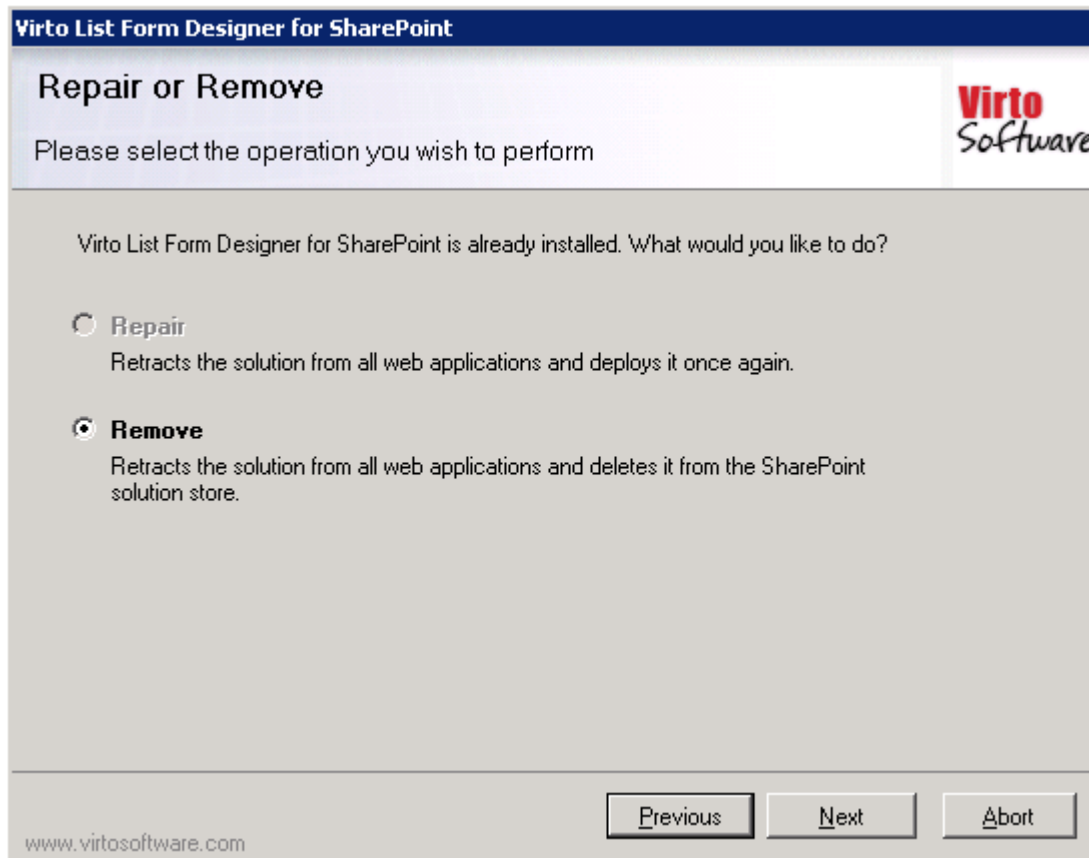 Virto List Form Designer for SharePoint
Repair or Remove
Please select the operation you wish to perform
Virto
Software
Virto List Form Designer for SharePoint is already installed. What would you like to do?
Repair
Retracts the solution from all web applications and deploys it once again.
Remove
Retracts the solution from all web applications and deletes it from the SharePoint
solution store.
Previous Next Abort
www.virtosoftware.com